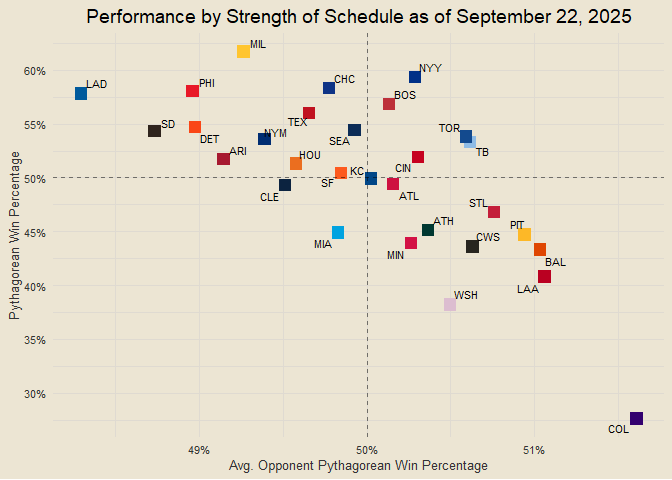 Performance by Strength of Schedule as of September 22, 2025
MIL
NYY
60%
CHC
LAD
PHI
BOS
55%
SD
TEX
TOR
DET
NYM
SEA
TB
ARI
HOU
CIN
50%
KC
SF
CLE
ATL
STL
45%
MIA
ATH
PIT
CWS
MIN
BAL
40%
LAA
WSH
35%
30%
COL
49%
50%
51%
Pythagorean Win Percentage
Avg. Opponent Pythagorean Win Percentage